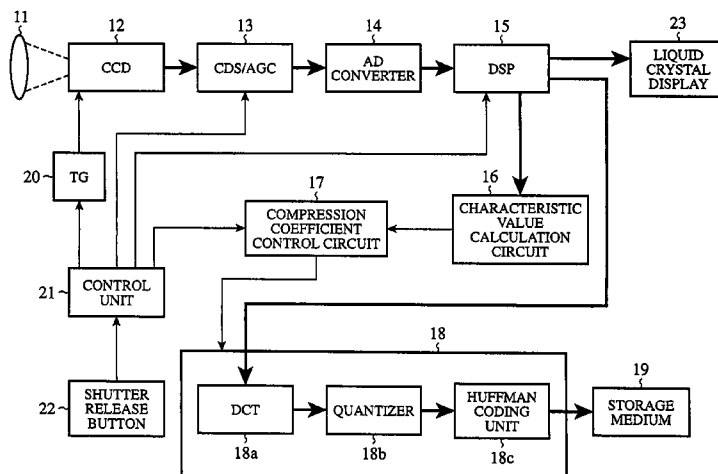 11
12
13
14
15
23
CCD
CDS/AGC
AD
CONVERTER
DSP
LIQUID
CRYSTAL
DISPLAY
20
TG
17
16
COMPRESSION
COEFFICIENT
CONTROL CIRCUIT
CHARACTERISTIC
VALUE
CALCULATION
CIRCUIT
21
CONTROL
UNIT
18
22
SHUTTER
RELEASE
BUTTON
DCT
18a
QUANTIZER
18b
HUFFMAN
CODING
UNIT
18c
19
STORAGE
MEDIUM